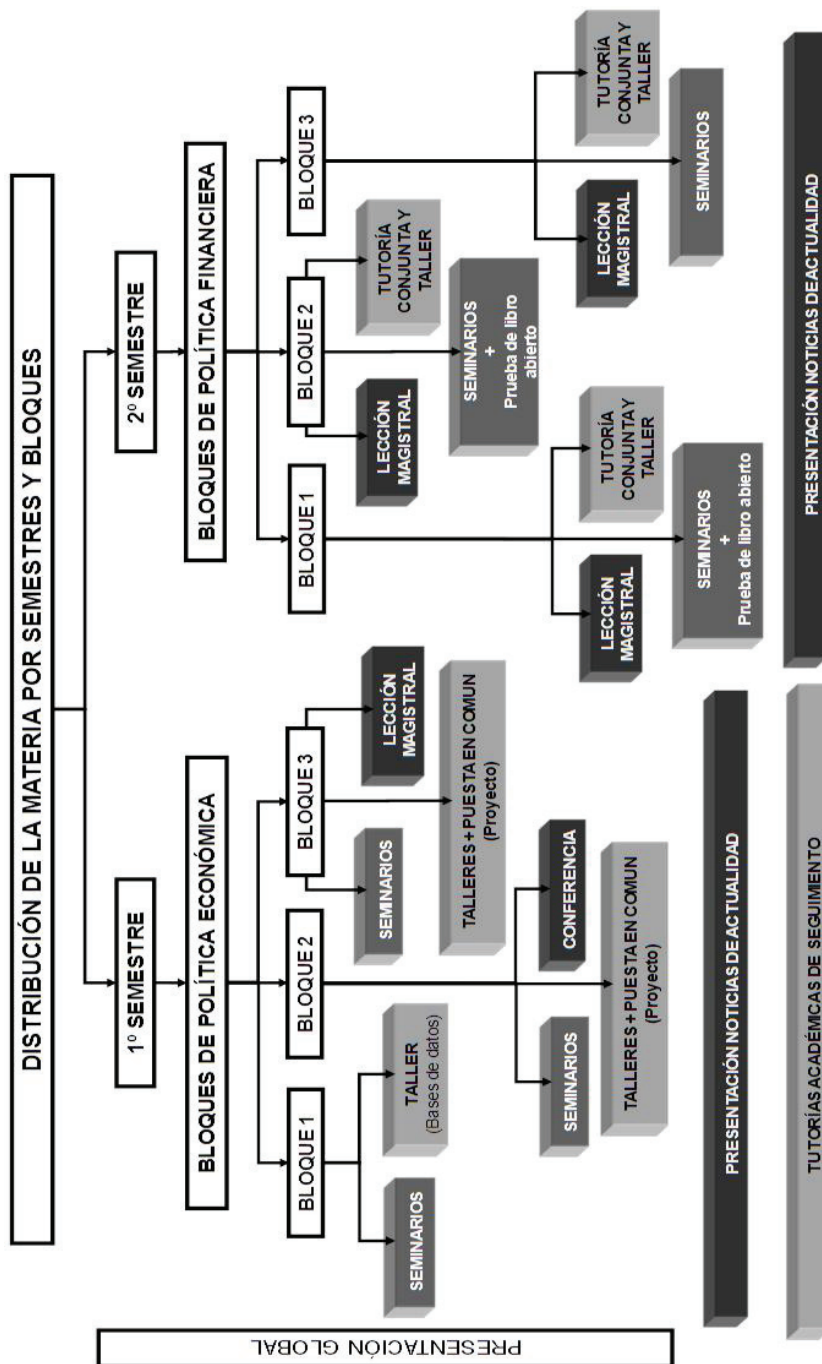 DISTRIBUCIÓN DE LA MATERIA POR SEMESTRES Y BLOQUES
PRESENTACIÓN GLOBAL
1º SEMESTRE
BLOQUES DE POLÍTICA ECONÓMICA
BLOQUE 1
SEMINARIOS
TALLER
(Bases de datos)
BLOQUE 2
SEMINARIOS
CONFERENCIA
TALLERES + PUESTA EN COMUN
(Proyecto)
BLOQUE 3
SEMINARIOS
LECCIÓN
MAGISTRAL
TALLERES + PUESTA EN COMUN
(Proyecto)
PRESENTACIÓN NOTICIAS DE ACTUALIDAD
TUTORÍAS ACADÉMICAS DE SEGUIMIENTO
2º SEMESTRE
BLOQUES DE POLÍTICA FINANCIERA
BLOQUE 1
LECCIÓN
MAGISTRAL
TUTORÍA
CONJUNTA Y
TALLER
SEMINARIOS
+
Prueba de libro abierto
BLOQUE 2
LECCIÓN
MAGISTRAL
TUTORÍA
CONJUNTA Y
TALLER
SEMINARIOS
+
Prueba de libro
abierto
BLOQUE 3
LECCIÓN
MAGISTRAL
TUTORÍA
CONJUNTA Y
TALLER
SEMINARIOS
PRESENTACIÓN NOTICIAS DE ACTUALIDAD